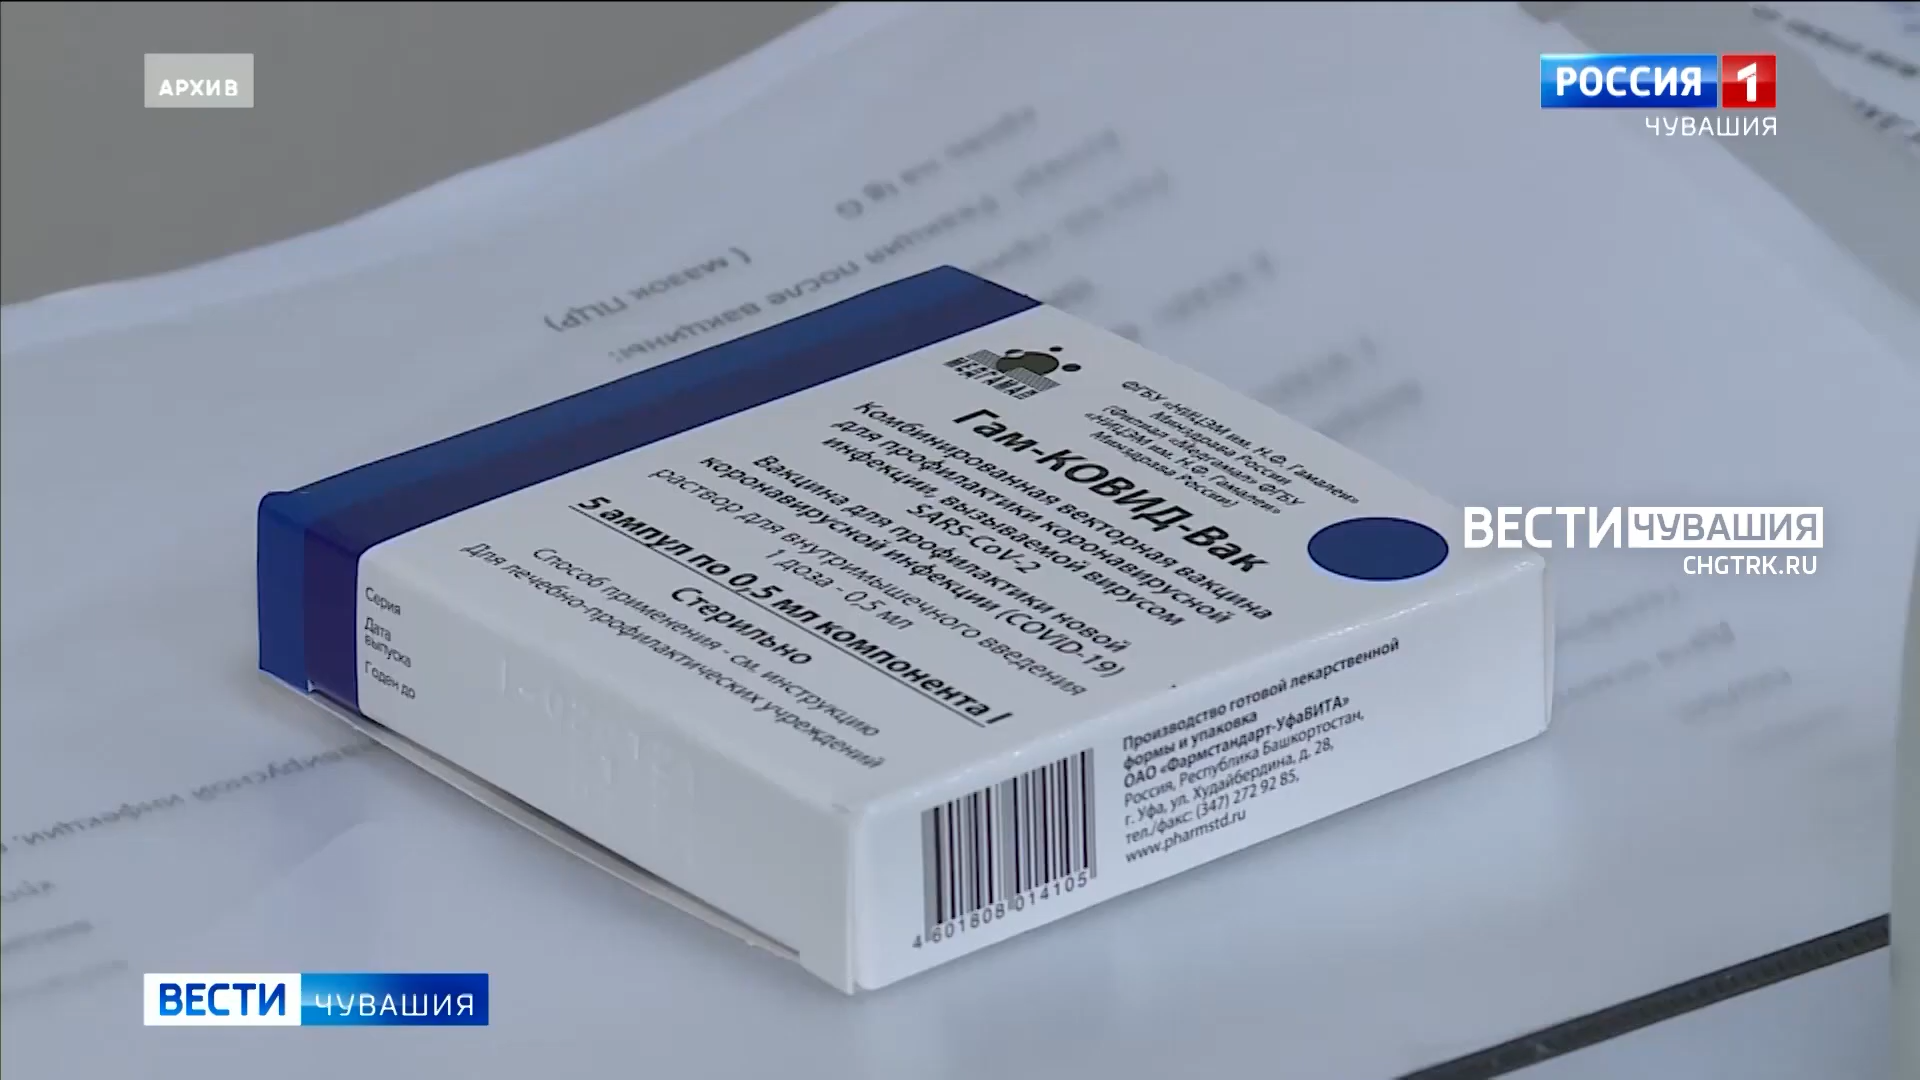 АРХИВ
РОССИЯ 1
ЧУВАШИЯ
( мазок ПЦР)
после вакцины:
МЕДГАМАЛ
ФГБУ «НИЦЭМ им. Н.Ф. Гамалеи»
Минздрава России
(Филиал «Медгамал» ФГБУ
«НИЦЭМ им. Н.Ф. Гамалеи»
Минздрава России)
Гам-КОВИД-Вак
Комбинированная векторная вакцина
для профилактики коронавирусной
инфекции, вызываемой вирусом
SARS-CoV-2
Вакцина для профилактики новой
коронавирусной инфекции (COVID-19)
раствор для внутримышечного введения
1 доза - 0,5 мл
5 ампул по 0,5 мл компонента I
Стерильно
Способ применения - см. инструкцию
Для лечебно-профилактических учреждений
Серия
Дата
выпуска
Годен до
Производство готовой лекарственной
формы и упаковка
ОАО «Фармстандарт-УфаВИТА»
Россия, Республика Башкортостан,
г. Уфа, ул. Худайбердина, д. 28,
тел./факс: (347) 272 92 85,
www.pharmstd.ru
4 601808 014105
ВЕСТИ ЧУВАШИЯ
CHGTRK.RU
ВЕСТИ ЧУВАШИЯ